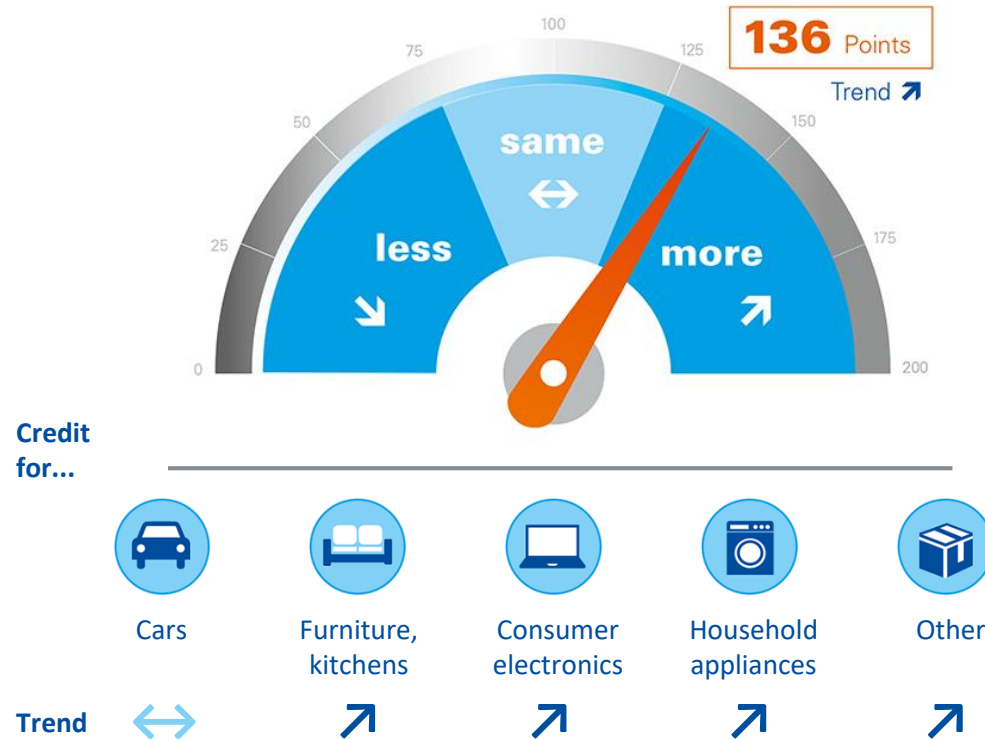 100
136 Points
75
125
Trend
50
same
150
less
more
25
175
0
200
Credit
for...
Cars
Furniture,
kitchens
Consumer
electronics
Household
appliances
Other
Trend